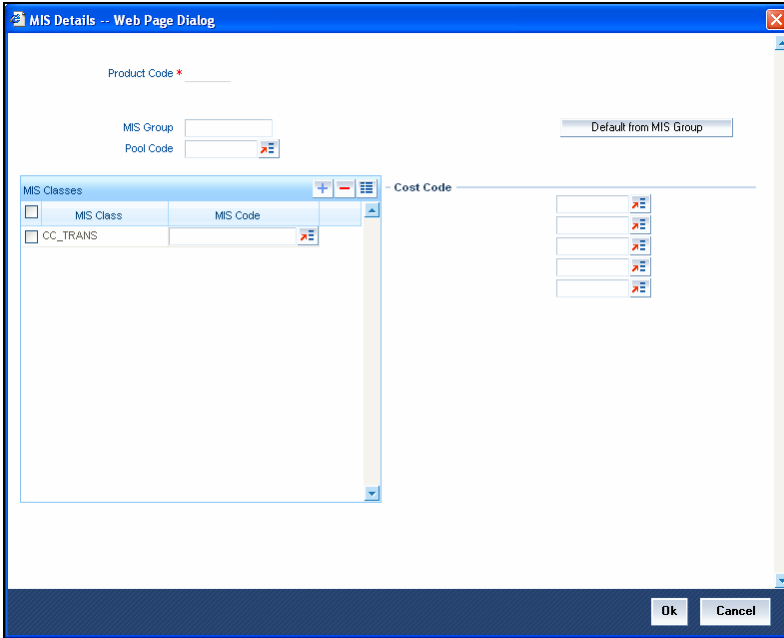 MIS Details -- Web Page Dialog
Product Code *
MIS Group
Default from MIS Group
Pool Code
MIS Classes
Cost Code
MIS Class MIS Code
CC_TRANS
Ok Cancel